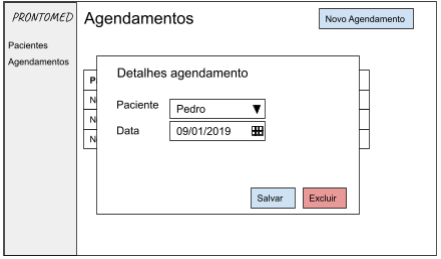 PRONTOMED
Agendamentos
Novo Agendamento
Pacientes
Agendamentos
P
N
N
N
Detalhes agendamento
Paciente
Pedro
Data
09/01/2019
Salvar
Excluir